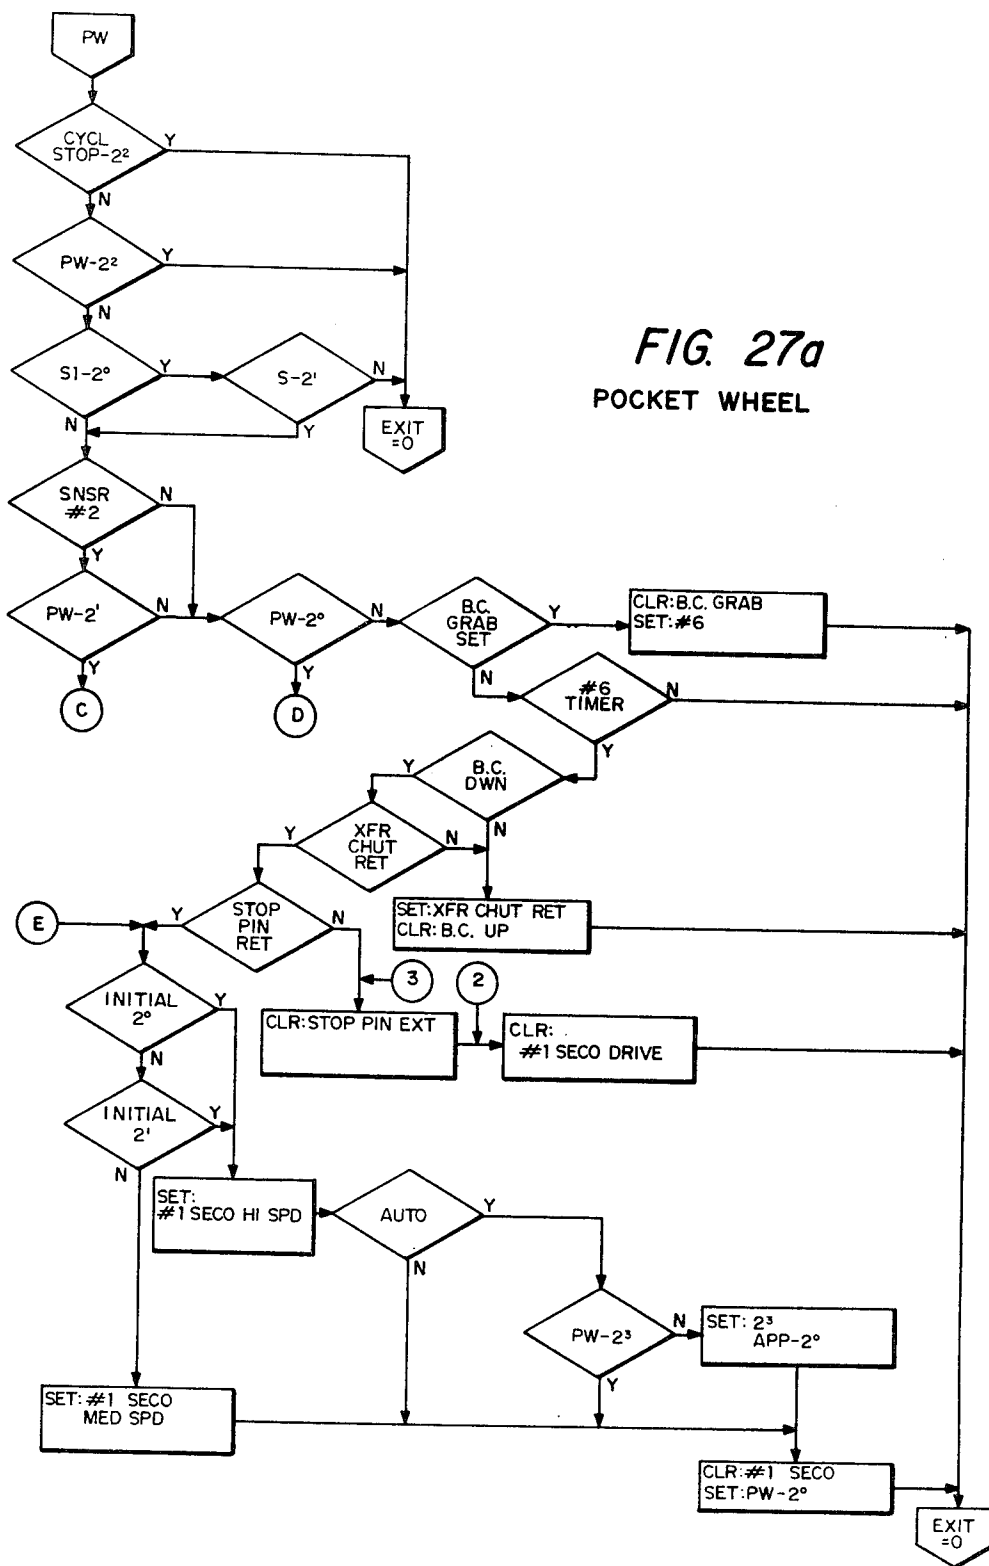 PW
CYCL
STOP-2²
Y
N
PW-2²
Y
N
FIG. 27a
POCKET WHEEL
S1-2°
Y
N
S-2'
N
Y
EXIT
=0
SNSR
#2
N
Y
PW-2'
N
Y
C
PW-2°
N
Y
D
B.C.
GRAB
SET
Y
N
CLR:B.C. GRAB
SET:#6
#6
TIMER
N
Y
B.C.
DWN
Y
N
XFR
CHUT
RET
Y
N
SET:XFR CHUT RET
CLR: B.C. UP
STOP
PIN
RET
Y
N
E
3
2
INITIAL
2°
Y
N
CLR:STOP PIN EXT
CLR:
#1 SECO DRIVE
INITIAL
2'
Y
N
SET:
#1 SECO HI SPD
AUTO
Y
N
PW-2³
N
Y
SET: 2³
APP-2°
SET: #1 SECO
MED SPD
CLR:#1 SECO
SET:PW-2°
EXIT
=0